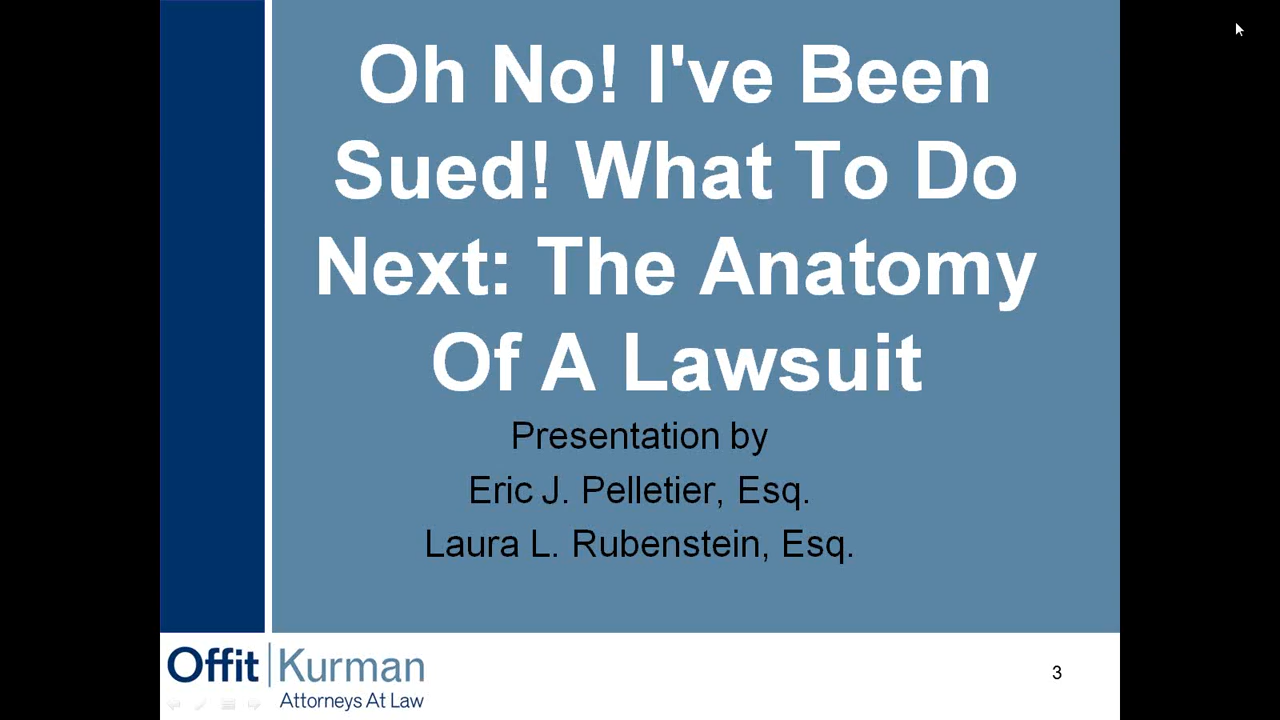 Oh No! I've Been
Sued! What To Do
Next: The Anatomy
Of A Lawsuit
Presentation by
Eric J. Pelletier, Esq.
Laura L. Rubenstein, Esq.
Offit Kurman
Attorneys At Law
3